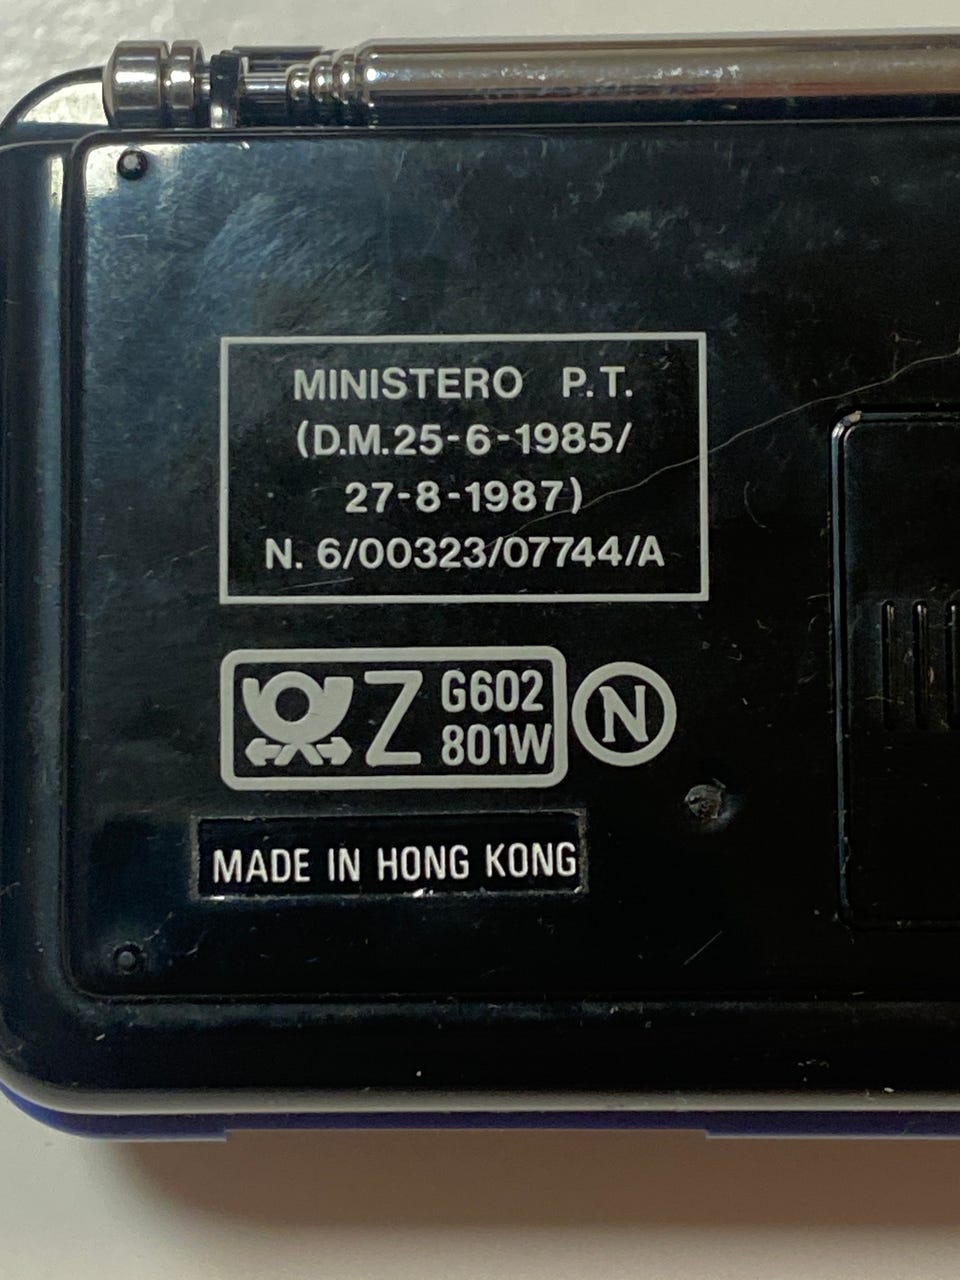 MINISTERO P.T.
(D.M.25-6-1985/
27-8-1987)
N. 6/00323/07744/A
Z G602
801W
N
MADE IN HONG KONG